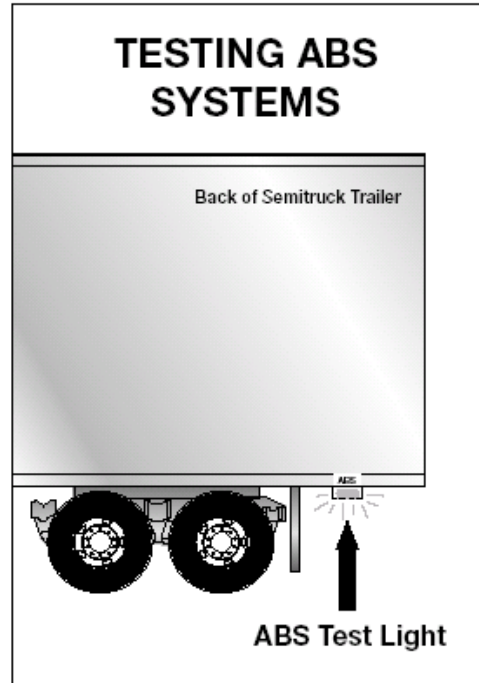 TESTING ABS
SYSTEMS
Back of Semitruck Trailer
ABS
ABS Test Light